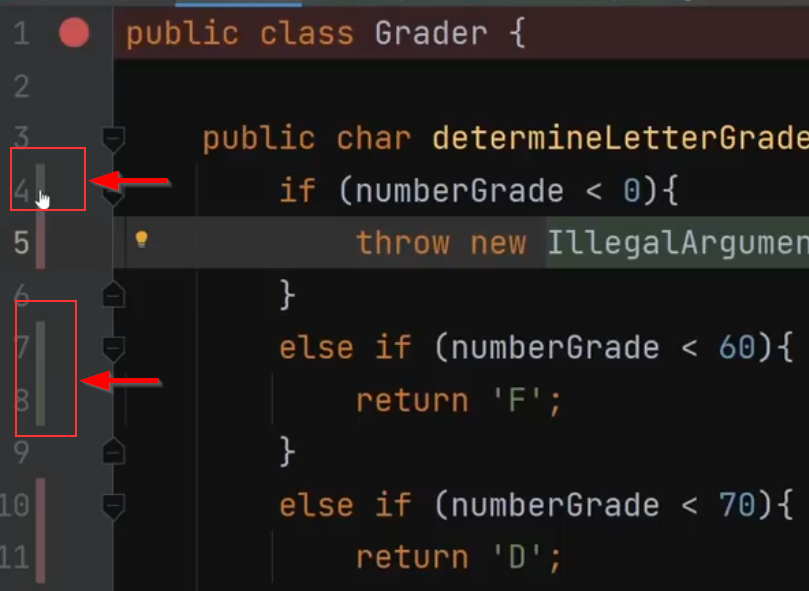 1 public class Grader {
2
3 public char determineLetterGrade
4 if (numberGrade < 0){
5 throw new IllegalArgumen
6 }
7 else if (numberGrade < 60){
8 return 'F';
9 }
10 else if (numberGrade < 70){
11 return 'D';